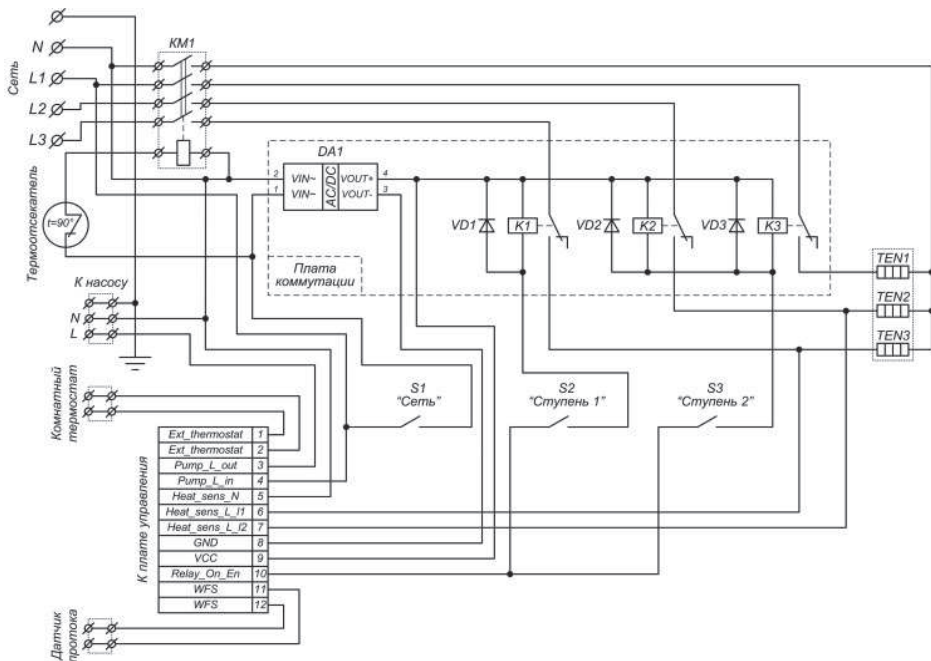 Сеть
N
L1
L2
L3
KM1
Термоотсекатель
t=90°
DA1
2
1
VIN~
VIN~
AC/DC
VOUT+
VOUT-
4
3
VD1
K1
VD2
K2
VD3
K3
Плата
коммутации
TEN1
TEN2
TEN3
К насосу
N
L
Комнатный
термостат
S1
"Сеть"
S2
"Ступень 1"
S3
"Ступень 2"
К плате управления
Ext_thermostat 1
Ext_thermostat 2
Pump_L_out 3
Pump_L_in 4
Heat_sens_N 5
Heat_sens_L_l1 6
Heat_sens_L_l2 7
GND 8
VCC 9
Relay_On_En 10
WFS 11
WFS 12
Датчик
протока